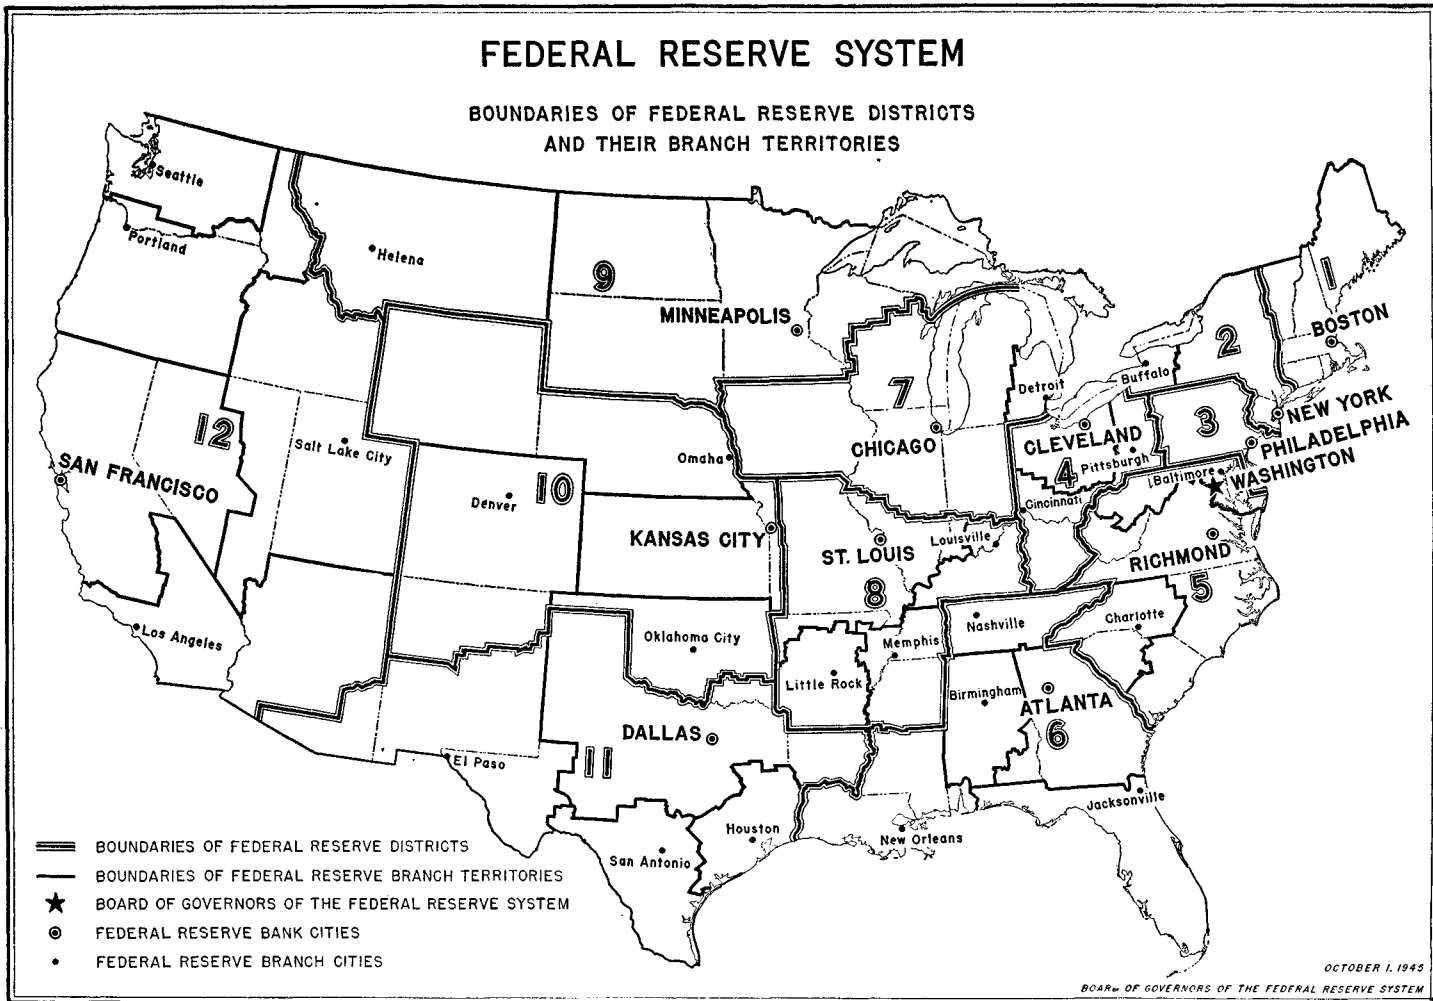 FEDERAL RESERVE SYSTEM
BOUNDARIES OF FEDERAL RESERVE DISTRICTS
AND THEIR BRANCH TERRITORIES
Seattle
Portland
Helena
9
MINNEAPOLIS
1
BOSTON
2
Buffalo
Detroit
7
CHICAGO
3
NEW YORK
PHILADELPHIA
WASHINGTON
CLEVELAND
4
Pittsburgh
Baltimore
Cincinnati
12
Salt Lake City
SAN FRANCISCO
Omaha
Denver
10
KANSAS CITY
ST. LOUIS
Louisville
8
RICHMOND
5
Los Angeles
Oklahoma City
Nashville
Charlotte
Memphis
Little Rock
Birmingham
ATLANTA
6
DALLAS
11
El Paso
Jacksonville
Houston
New Orleans
San Antonio
BOUNDARIES OF FEDERAL RESERVE DISTRICTS
BOUNDARIES OF FEDERAL RESERVE BRANCH TERRITORIES
BOARD OF GOVERNORS OF THE FEDERAL RESERVE SYSTEM
FEDERAL RESERVE BANK CITIES
FEDERAL RESERVE BRANCH CITIES
OCTOBER 1, 1945
BOARD OF GOVERNORS OF THE FEDERAL RESERVE SYSTEM